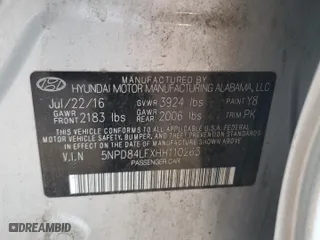 MANUFACTURED BY
HYUNDAI MOTOR MANUFACTURING ALABAMA, LLC
Jul/22/16 GVWR 3924 lbs PAINT Y8
GAWR FRONT 2183 lbs GAWR REAR 2006 lbs TRIM PK
THIS VEHICLE CONFORMS TO ALL APPLICABLE U.S. FEDERAL MOTOR
VEHICLE SAFETY, BUMPER, AND THEFT PREVENTION STANDARDS IN
EFFECT ON THE DATE OF MANUFACTURE SHOWN ABOVE.
V.I.N 5NPD84LFXHH110263
PASSENGER CAR